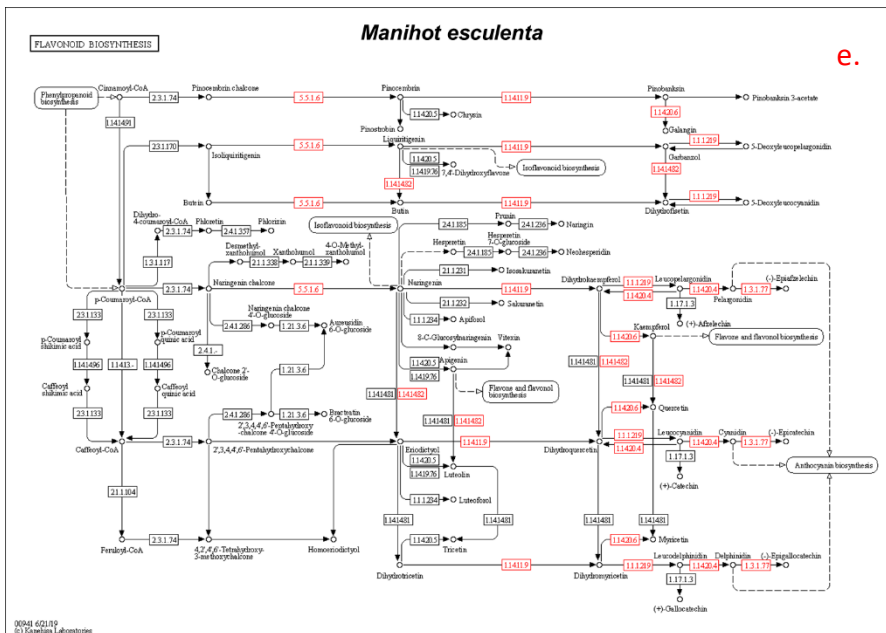 Manihot esculenta
FLAVONOID BIOSYNTHESIS
e.
Phenylpropanoid
biosynthesis
Cinnamoyl-CoA
2.3.1.74
Pinocembrin chalcone
5.5.1.6
Pinocembrin
1.14.11.9
Pinobanksin
Pinobanksin 3-acetate
1.14.14.91
1.14.20.5
Chrysin
Pinostrobin
1.14.20.6
Galangin
2.3.1.170
Isoliquiritigenin
5.5.1.6
Liquiritigenin
1.14.11.9
Garbanzol
1.1.1.219
5-Deoxyleucopelargonidin
1.14.20.5
1.14.19.76
7,4'-Dihydroxyflavone
Isoflavonoid biosynthesis
1.14.14.82
1.14.14.82
Butein
5.5.1.6
Butin
1.14.11.9
Dihydrofisetin
1.1.1.219
5-Deoxyleucocyanidin
Dihydro-
4-coumaroyl-CoA
2.3.1.74
Phloretin
2.4.1.357
Phlorizin
Isoflavonoid biosynthesis
2.4.1.185
Prunin
2.4.1.236
Naringin
Desmethyl-
xanthohumol
Xanthohumol
4-O-Methyl-
xanthohumol
2.1.1.338
2.1.1.339
Hesperetin
2.4.1.185
Hesperetin
7-O-glucoside
2.4.1.236
Neohesperidin
1.3.1.117
2.1.1.231
Isosakuranetin
p-Coumaroyl-CoA
2.3.1.74
Naringenin chalcone
5.5.1.6
Naringenin
1.14.11.9
Dihydrokaempferol
1.1.1.219
1.14.20.4
Leucopelargonidin
1.14.20.4
Pelargonidin
1.3.1.77
(-)-Epiafzelechin
2.1.1.232
Sakuranetin
1.17.1.3
(+)-Afzelechin
2.3.1.133
2.3.1.133
2.4.1.286
Naringenin chalcone
4'-O-glucoside
1.21.3.6
Aureusidin
6-O-glucoside
1.1.1.234
Apiforol
1.14.20.6
Kaempferol
Flavone and flavonol biosynthesis
p-Coumaroyl
shikimic acid
p-Coumaroyl
quinic acid
8-C-Glucosylnaringenin
Vitexin
2.4.1.-
Chalcone 2'-
O-glucoside
1.14.14.96
1.14.13.-
1.14.14.96
1.21.3.6
1.14.20.5
1.14.19.76
Apigenin
Flavone and flavonol
biosynthesis
1.14.14.81
1.14.14.82
1.14.14.81
1.14.14.82
Caffeoyl
shikimic acid
Caffeoyl
quinic acid
1.14.14.81
1.14.14.82
1.14.14.81
1.14.14.82
2.3.1.133
2.3.1.133
2.4.1.286
2',3,4,4',6'-Pentahydroxy
-chalcone 4'-O-glucoside
1.21.3.6
Bracteatin
6-O-glucoside
1.14.20.6
Quercetin
Caffeoyl-CoA
2.3.1.74
2',3,4,4',6'-Pentahydroxychalcone
Eriodictyol
1.14.11.9
Dihydroquercetin
1.1.1.219
1.14.20.4
Leucocyanidin
1.14.20.4
Cyanidin
1.3.1.77
(-)-Epicatechin
1.14.20.5
1.14.19.76
Luteolin
1.17.1.3
(+)-Catechin
Anthocyanin biosynthesis
2.1.1.104
1.1.1.234
Luteoforol
1.14.14.81
1.14.14.81
1.14.14.81
1.14.14.81
Feruloyl-CoA
2.3.1.74
4,2',4',6'-Tetrahydroxy-
3-methoxychalcone
Homoeriodictyol
1.14.20.5
Tricetin
1.14.20.6
Myricetin
Dihydrotricetin
1.14.11.9
Dihydromyricetin
1.1.1.219
Leucodelphinidin
1.14.20.4
Delphinidin
1.3.1.77
(-)-Epigallocatechin
1.17.1.3
(+)-Gallocatechin
00941 6/21/19
(c) Kanehisa Laboratories